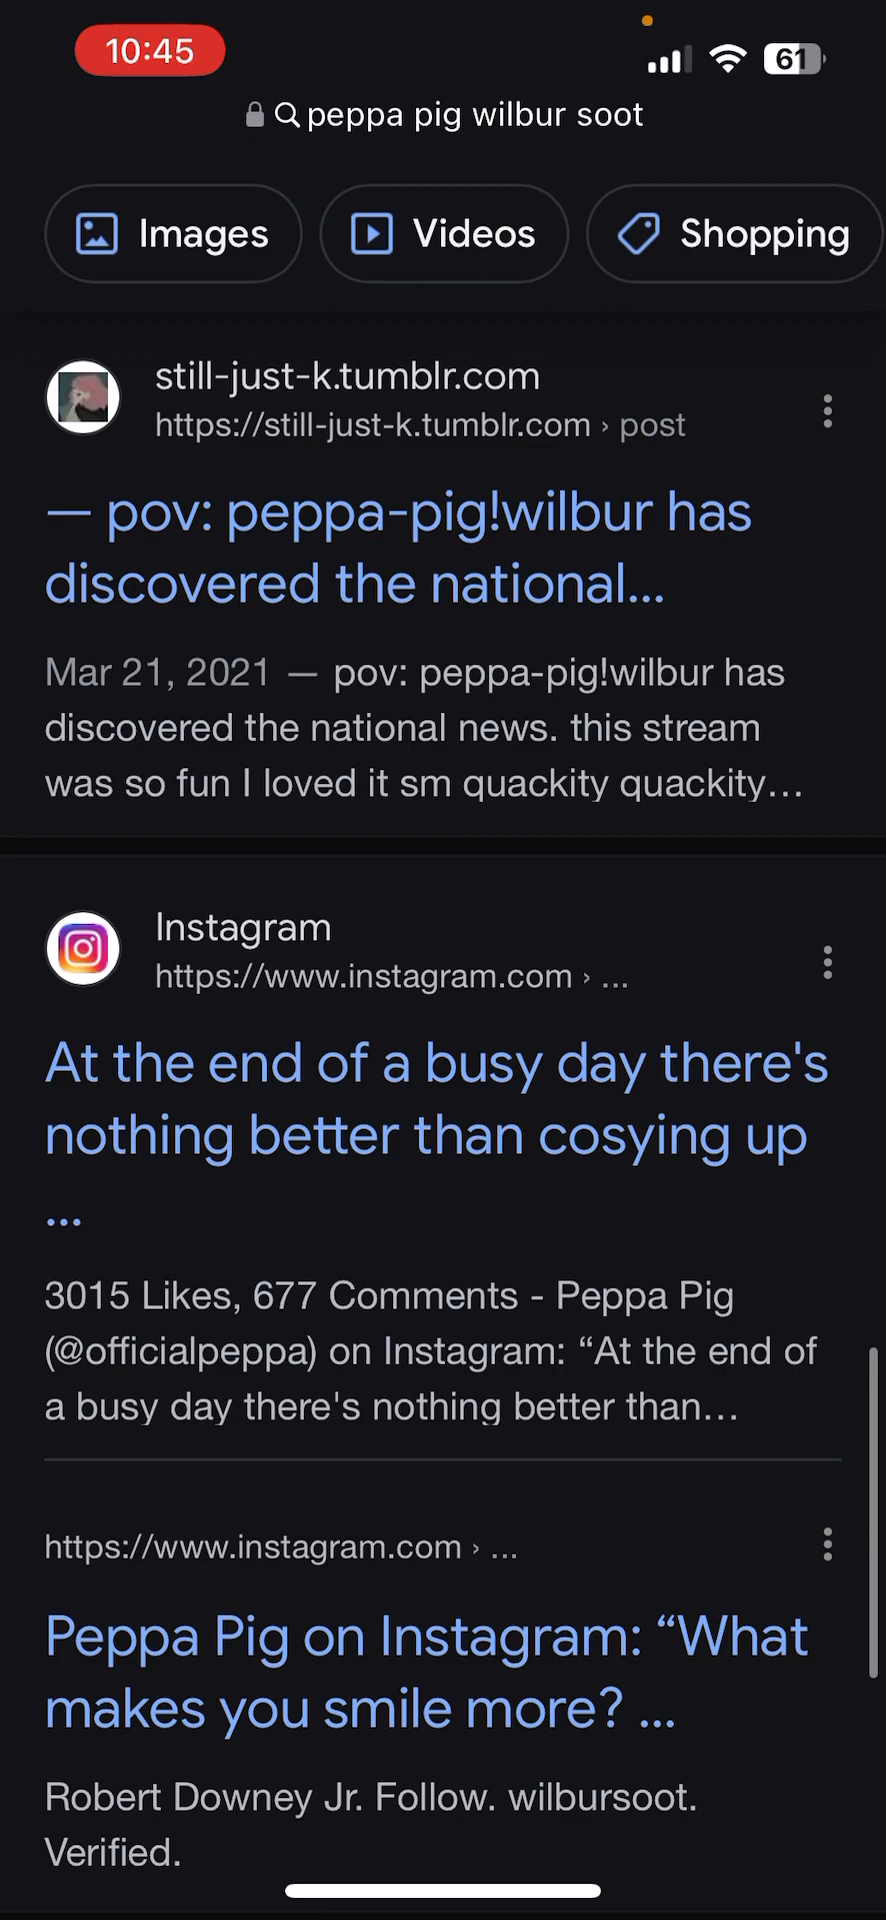 10:45
61
peppa pig wilbur soot
Images
Videos
Shopping
still-just-k.tumblr.com
https://still-just-k.tumblr.com › post
— pov: peppa-pig!wilbur has
discovered the national...
Mar 21, 2021 — pov: peppa-pig!wilbur has
discovered the national news. this stream
was so fun I loved it sm quackity quackity...
Instagram
https://www.instagram.com › ...
At the end of a busy day there's
nothing better than cosying up
...
3015 Likes, 677 Comments - Peppa Pig
(@officialpeppa) on Instagram: “At the end of
a busy day there's nothing better than...
https://www.instagram.com › ...
Peppa Pig on Instagram: “What
makes you smile more? ...
Robert Downey Jr. Follow. wilbursoot.
Verified.